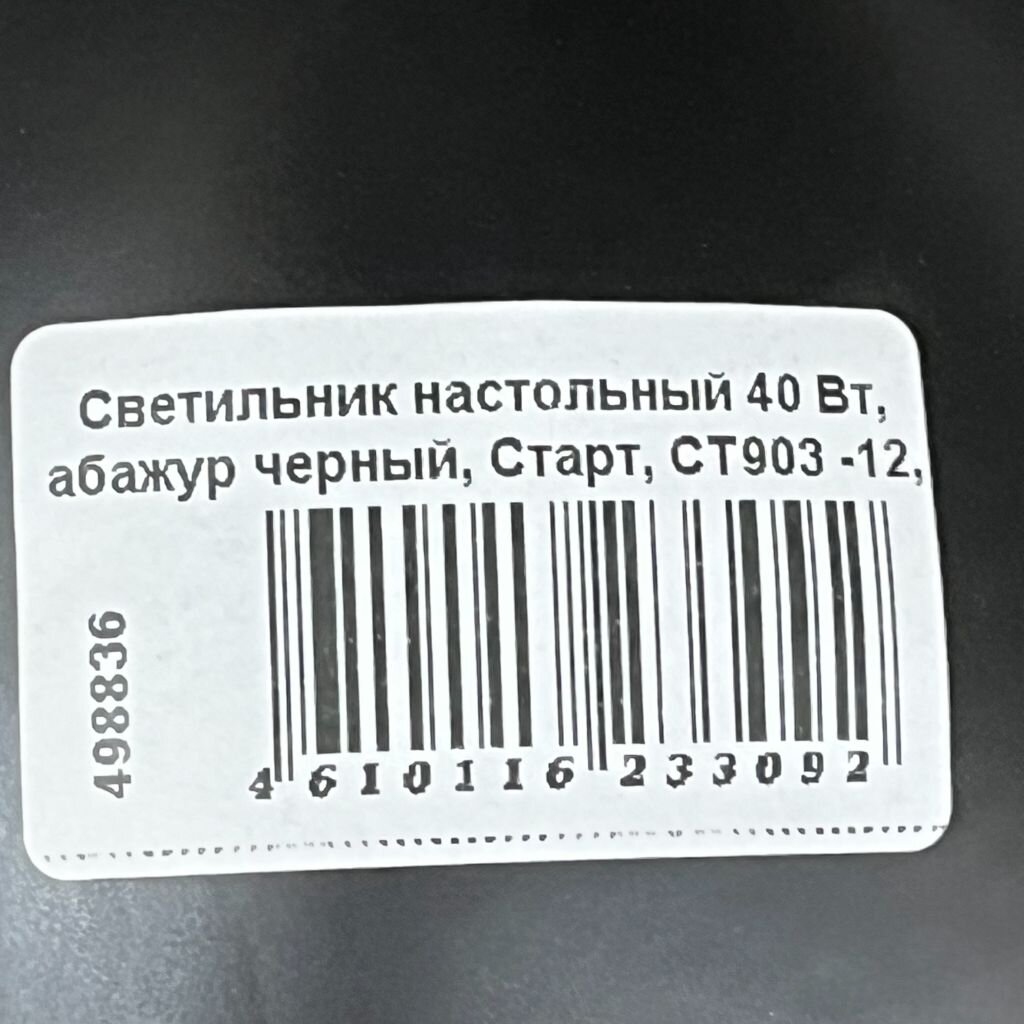 Светильник настольный 40 Вт,
абажур черный, Старт, СТ903 -12,
498836
4 610116 233092